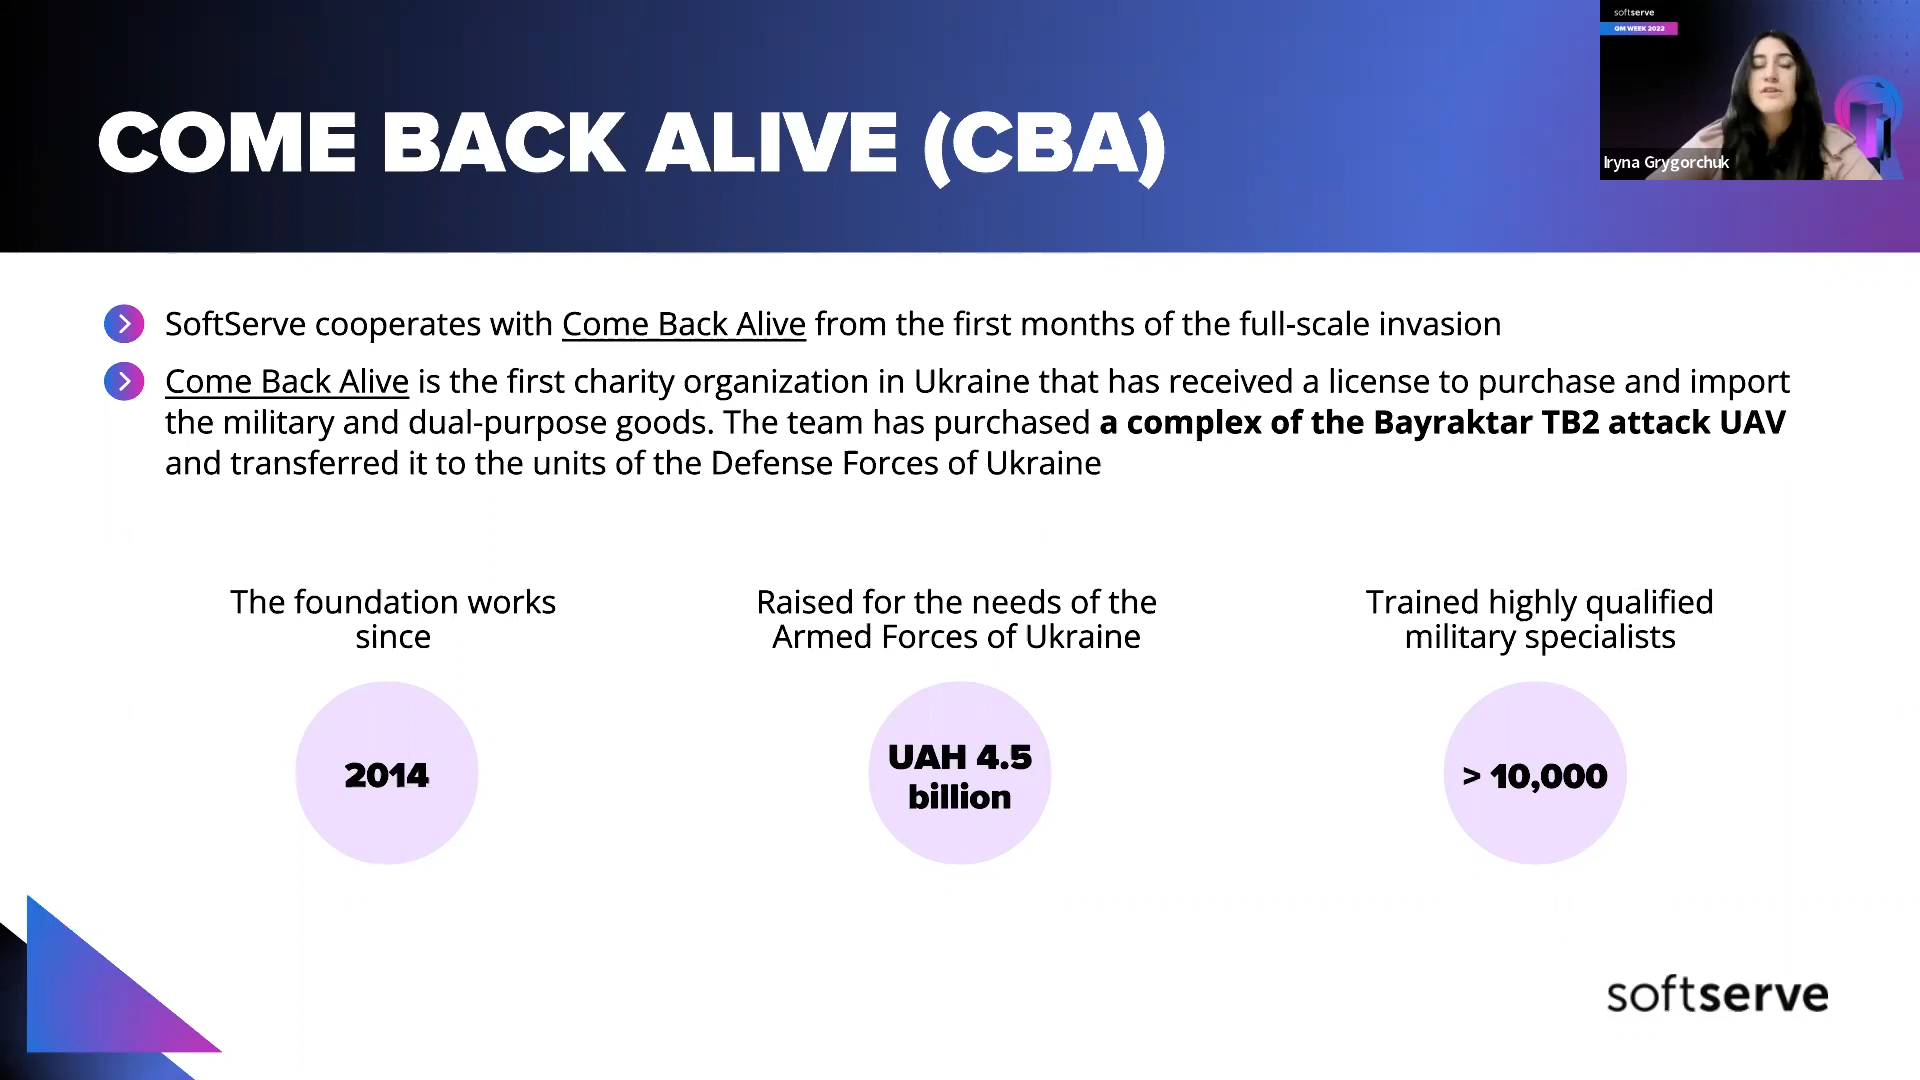 softserve
QM WEEK 2022
COME BACK ALIVE (CBA)
Iryna Grygorchuk
SoftServe cooperates with Come Back Alive from the first months of the full-scale invasion
Come Back Alive is the first charity organization in Ukraine that has received a license to purchase and import
the military and dual-purpose goods. The team has purchased a complex of the Bayraktar TB2 attack UAV
and transferred it to the units of the Defense Forces of Ukraine
The foundation works
since
2014
Raised for the needs of the
Armed Forces of Ukraine
UAH 4.5
billion
Trained highly qualified
military specialists
> 10,000
softserve